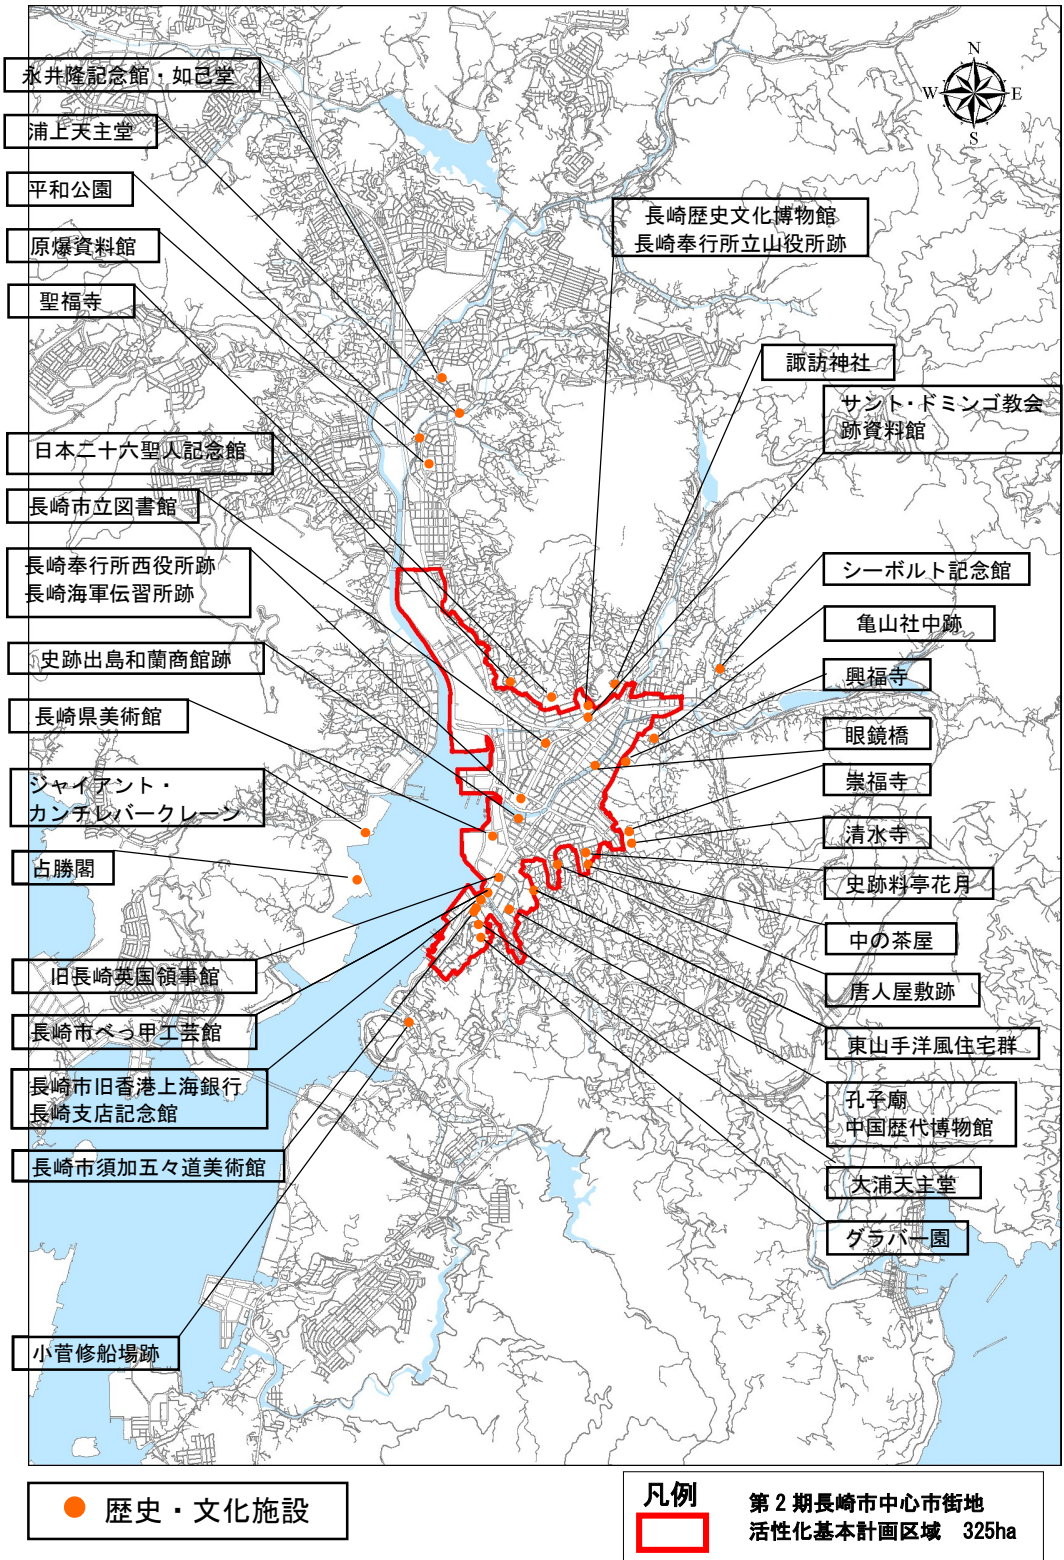 永井隆記念館・如己堂
浦上天主堂
平和公園
原爆資料館
聖福寺
日本二十六聖人記念館
長崎市立図書館
長崎奉行所西役所跡
長崎海軍伝習所跡
史跡出島和蘭商館跡
長崎県美術館
ジャイアント・
カンチレバークレーン
占勝閣
旧長崎英国領事館
長崎市べっ甲工芸館
長崎市旧香港上海銀行
長崎支店記念館
長崎市須加五々道美術館
小菅修船場跡
N
W
E
S
長崎歴史文化博物館
長崎奉行所立山役所跡
諏訪神社
サント・ドミンゴ教会
跡資料館
シーボルト記念館
亀山社中跡
興福寺
眼鏡橋
崇福寺
清水寺
史跡料亭花月
中の茶屋
唐人屋敷跡
東山手洋風住宅群
孔子廟
中国歴代博物館
大浦天主堂
グラバー園
歴史・文化施設
凡例
第2期長崎市中心市街地
活性化基本計画区域 325ha